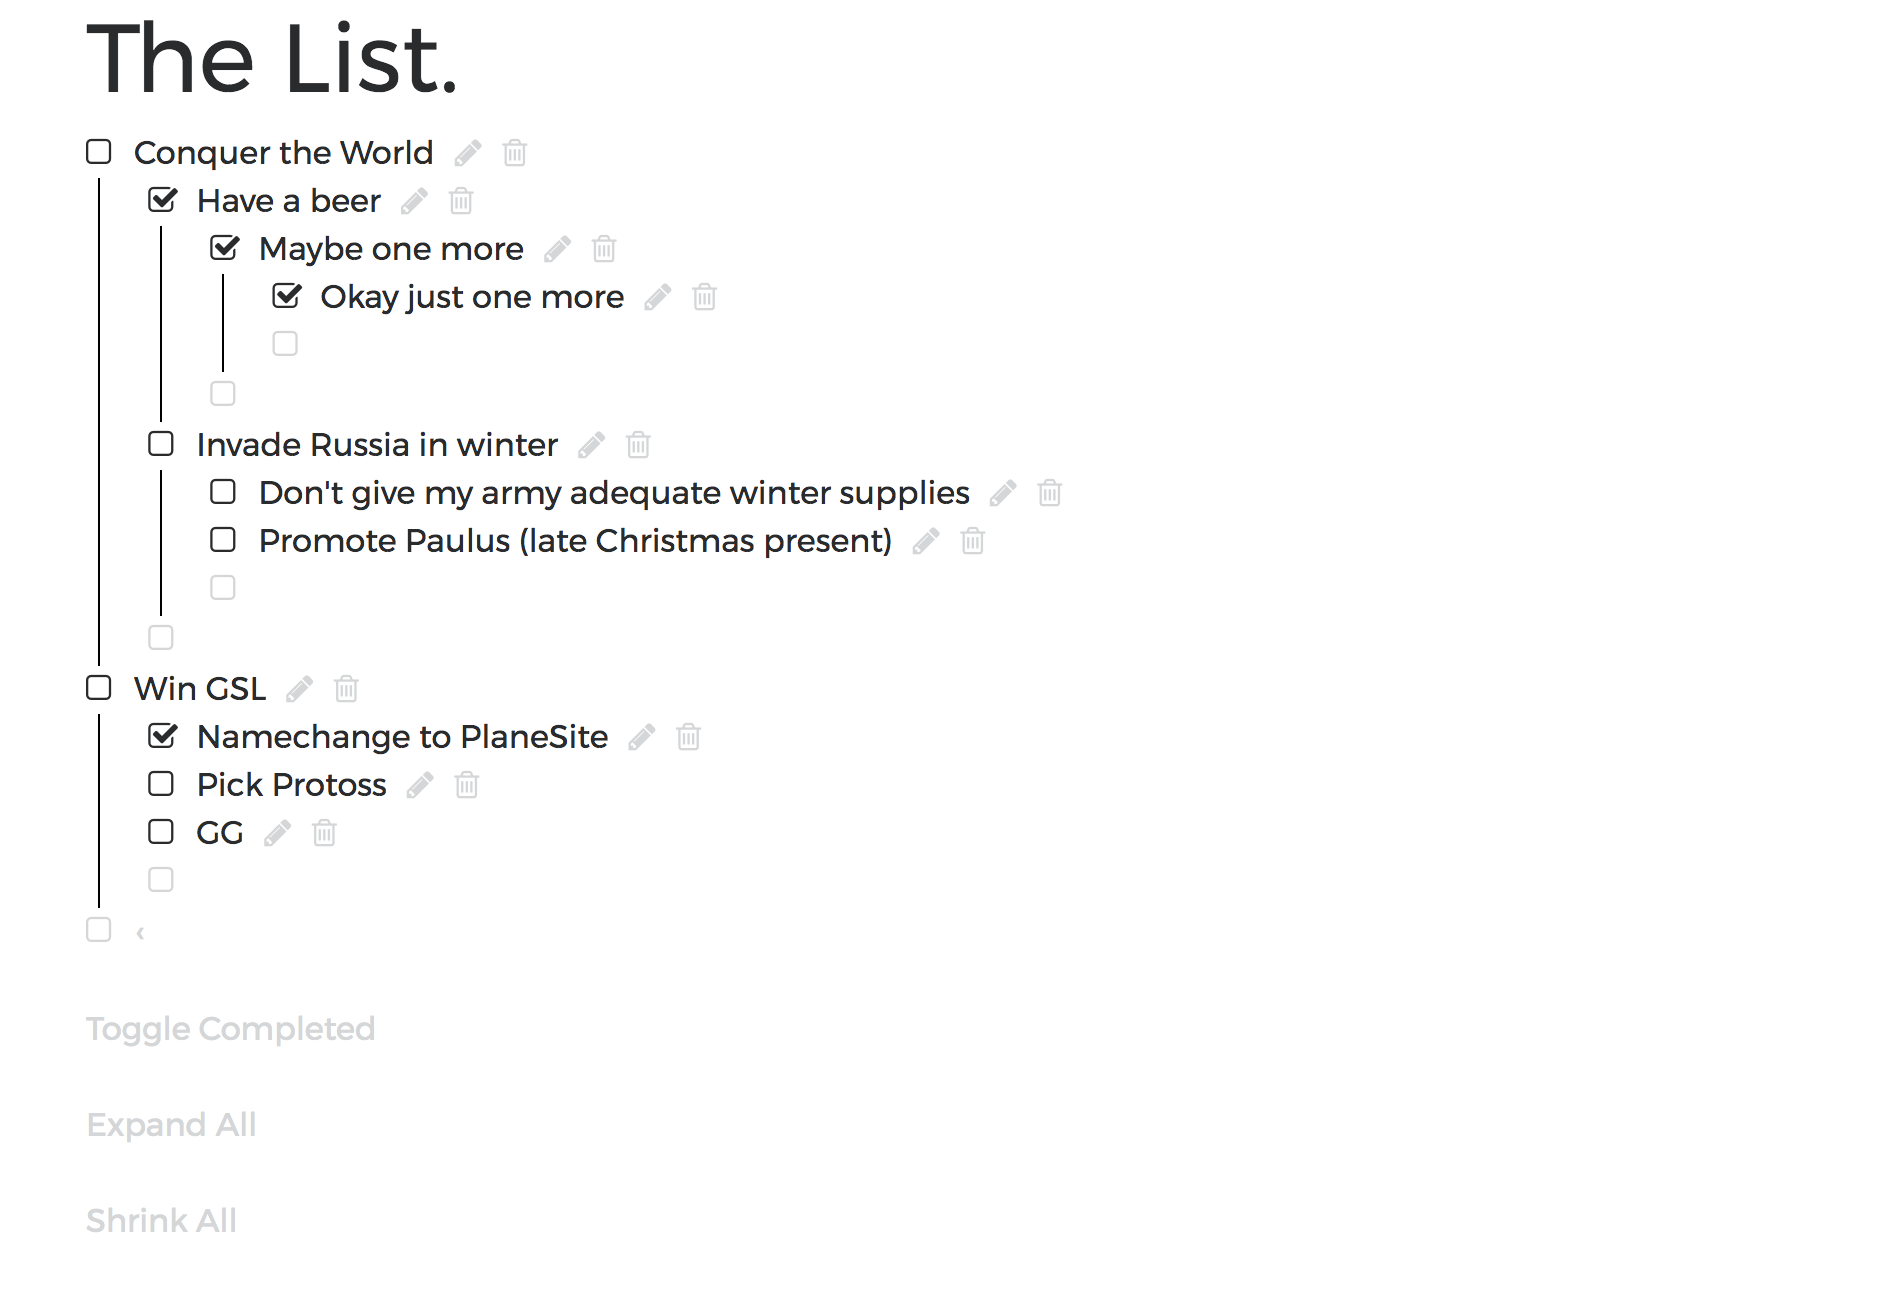 The List.
Conquer the World
Have a beer
Maybe one more
Okay just one more
Invade Russia in winter
Don't give my army adequate winter supplies
Promote Paulus (late Christmas present)
Win GSL
Namechange to PlaneSite
Pick Protoss
GG
‹
Toggle Completed
Expand All
Shrink All